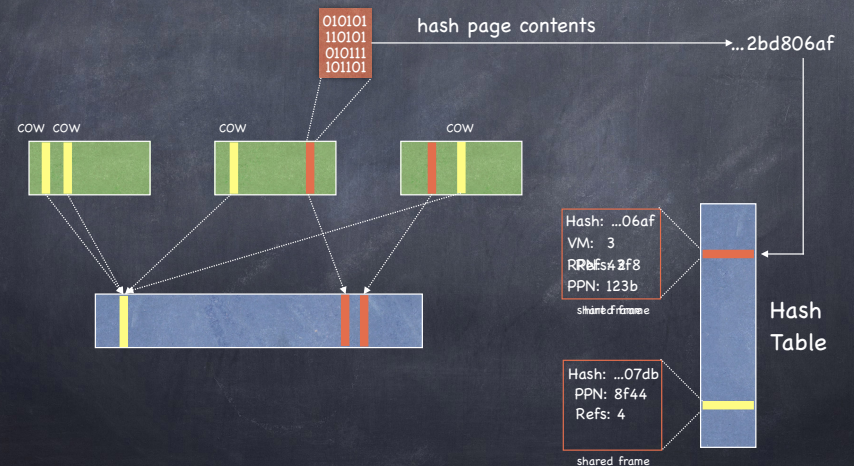 010101
110101
010111
101101
hash page contents
...2bd806af
cow cow
cow
cow
Hash: ...06af
VM: 3
PPN: 123b
Hash
Table
Hash: ...07db
PPN: 8f44
Refs: 4
shared frame